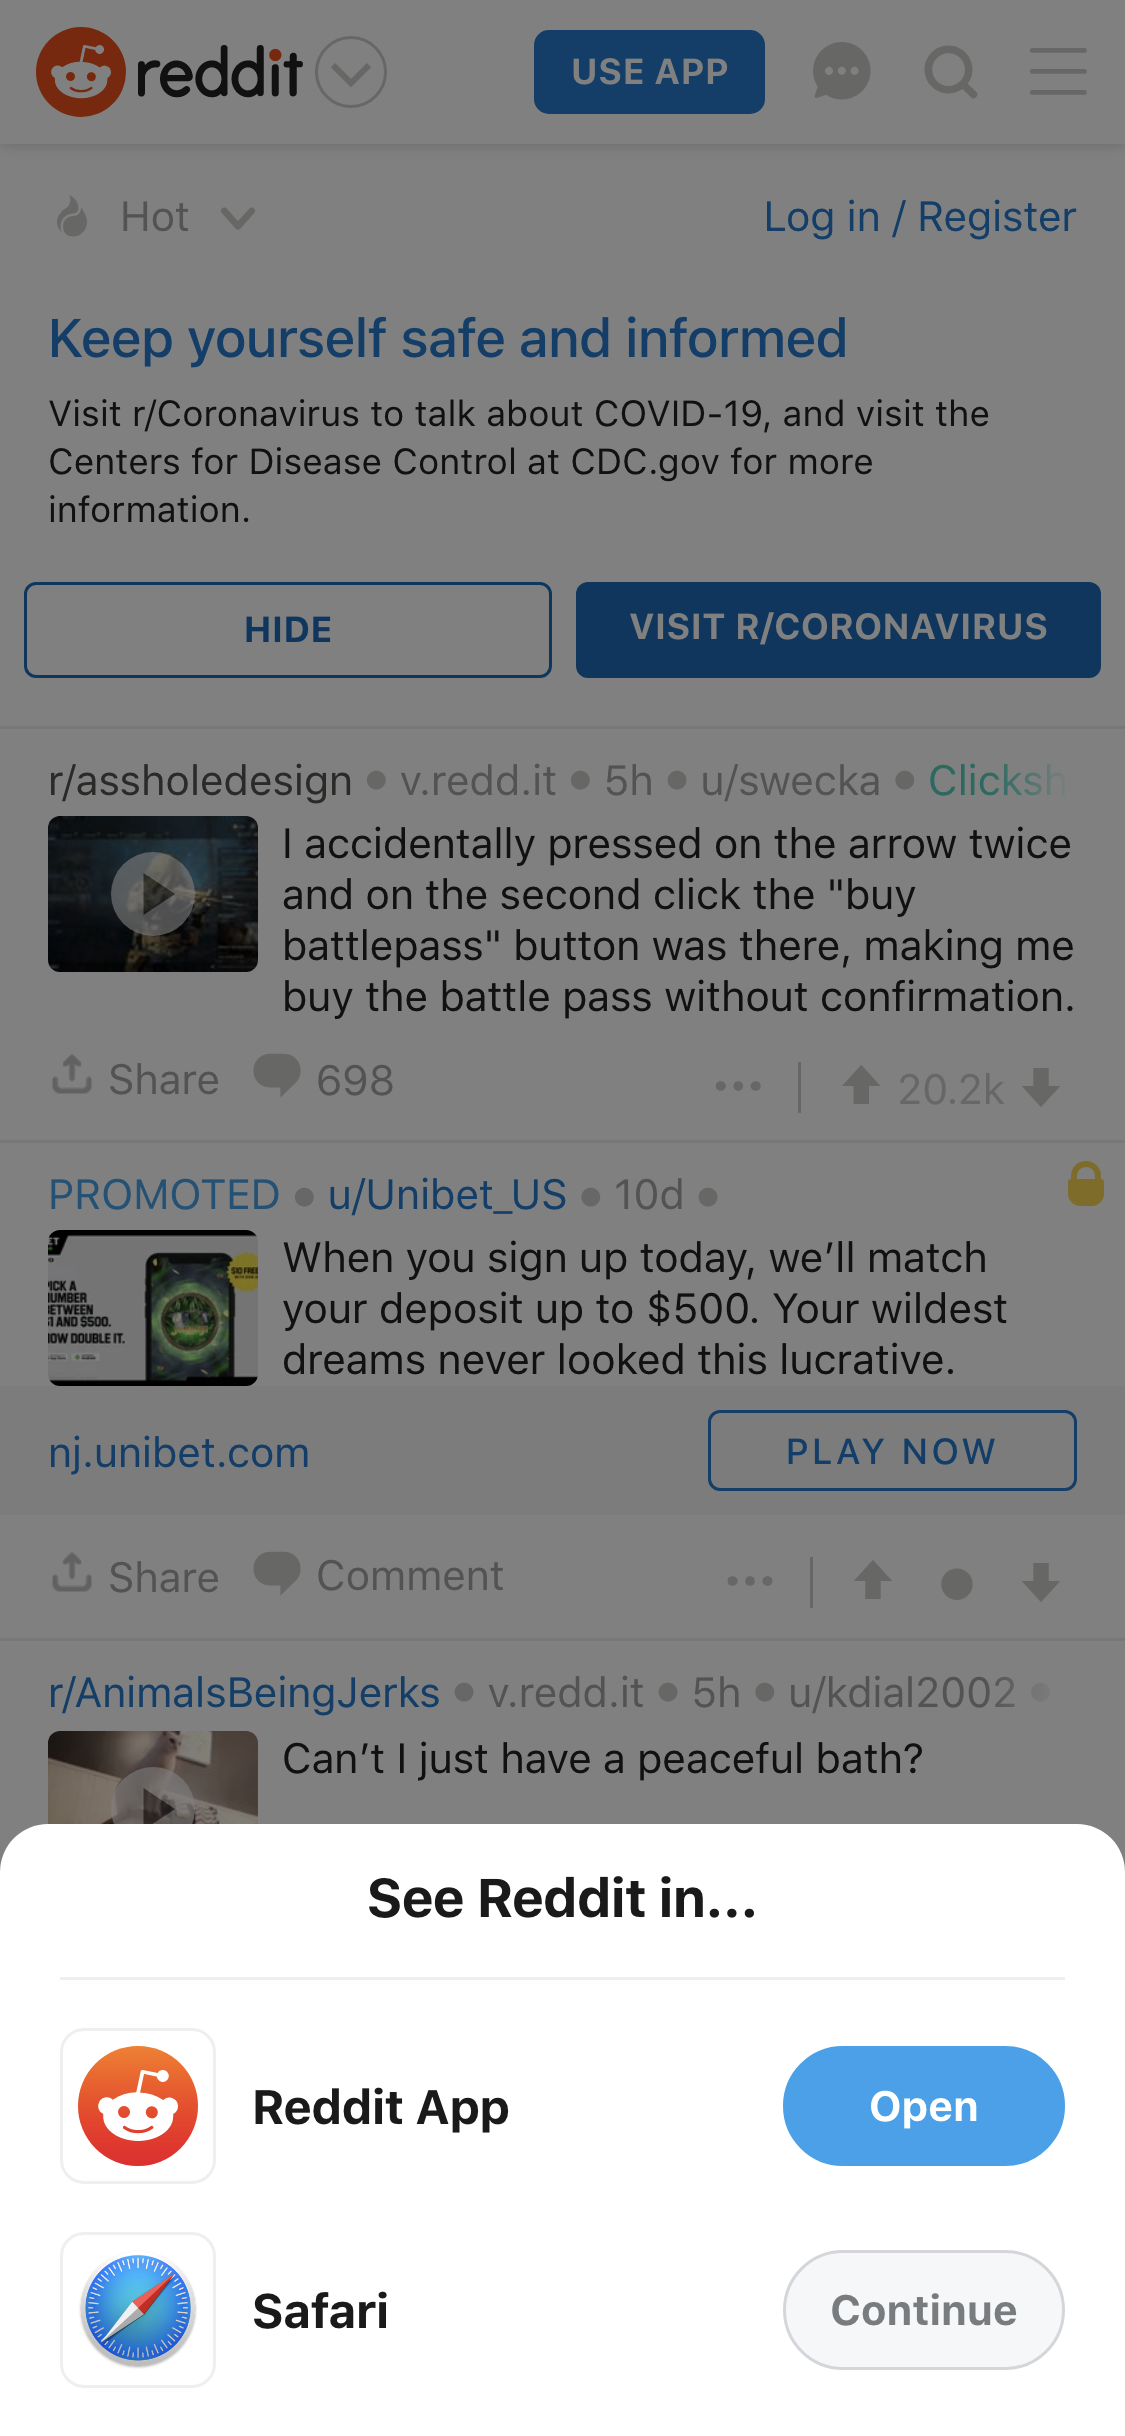 reddit
USE APP
Hot
Log in / Register
Keep yourself safe and informed
Visit r/Coronavirus to talk about COVID-19, and visit the
Centers for Disease Control at CDC.gov for more
information.
HIDE
VISIT R/CORONAVIRUS
r/assholedesign • v.redd.it • 5h • u/swecka • Clicksh
I accidentally pressed on the arrow twice
and on the second click the "buy
battlepass" button was there, making me
buy the battle pass without confirmation.
Share 698
20.2k
PROMOTED • u/Unibet_US • 10d •
ET
PICK A
NUMBER
BETWEEN
$1 AND $500.
NOW DOUBLE IT.
When you sign up today, we’ll match
your deposit up to $500. Your wildest
dreams never looked this lucrative.
nj.unibet.com
PLAY NOW
Share Comment
r/AnimalsBeingJerks • v.redd.it • 5h • u/kdial2002 •
Can’t I just have a peaceful bath?
See Reddit in...
Reddit App
Open
Safari
Continue